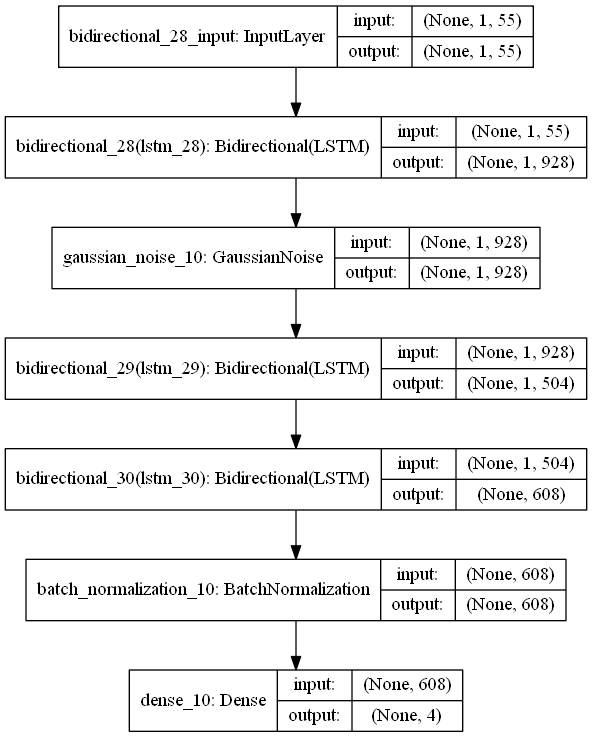 bidirectional_28_input: InputLayer
input: (None, 1, 55)
output: (None, 1, 55)
bidirectional_28(lstm_28): Bidirectional(LSTM)
input: (None, 1, 55)
output: (None, 1, 928)
gaussian_noise_10: GaussianNoise
input: (None, 1, 928)
output: (None, 1, 928)
bidirectional_29(lstm_29): Bidirectional(LSTM)
input: (None, 1, 928)
output: (None, 1, 504)
bidirectional_30(lstm_30): Bidirectional(LSTM)
input: (None, 1, 504)
output: (None, 608)
batch_normalization_10: BatchNormalization
input: (None, 608)
output: (None, 608)
dense_10: Dense
input: (None, 608)
output: (None, 4)